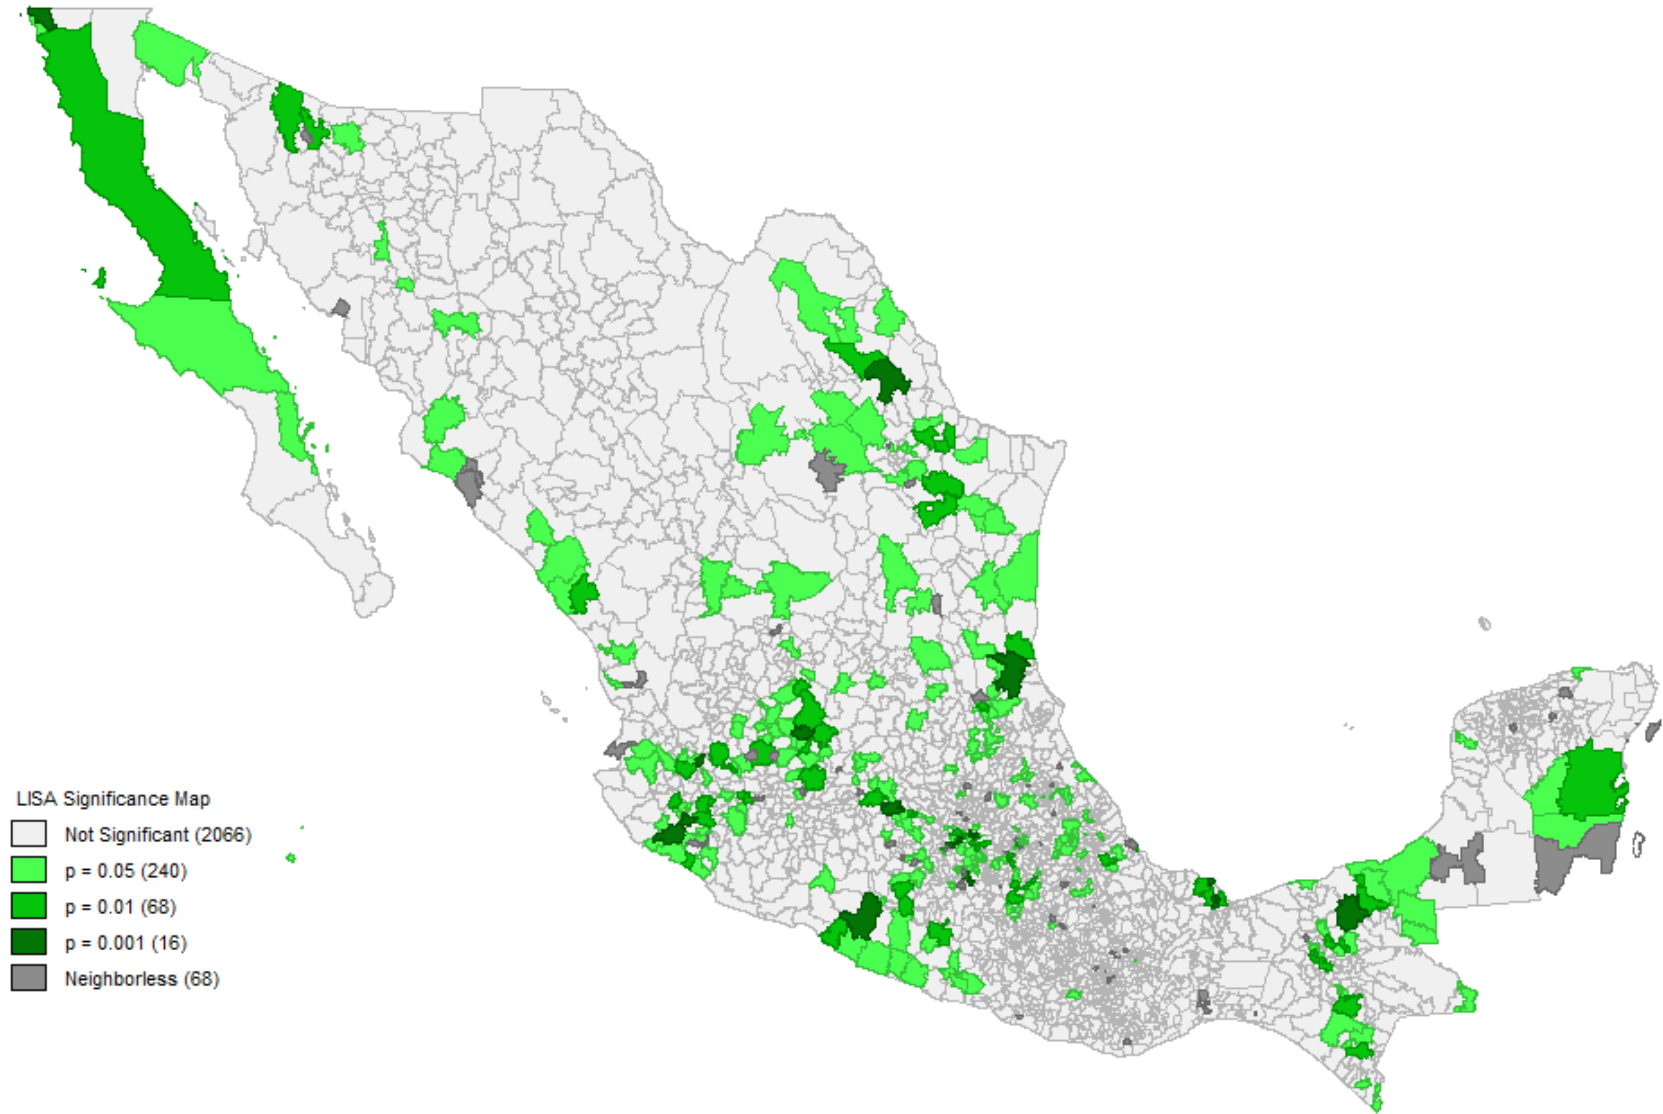 LISA Significance Map
Not Significant (2066)
p = 0.05 (240)
p = 0.01 (68)
p = 0.001 (16)
Neighborless (68)